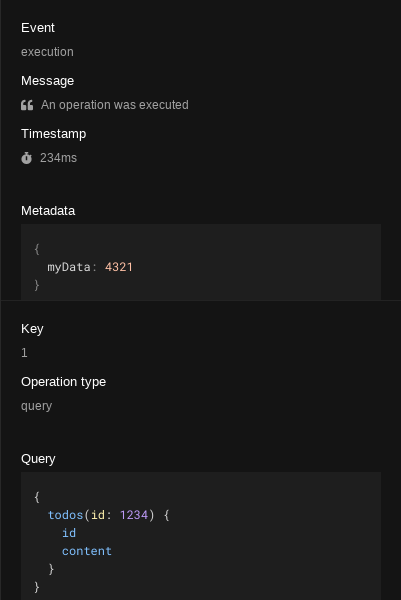 Event
execution
Message
An operation was executed
Timestamp
234ms
Metadata
{
  myData: 4321
}
Key
1
Operation type
query
Query
{
  todos(id: 1234) {
    id
    content
  }
}